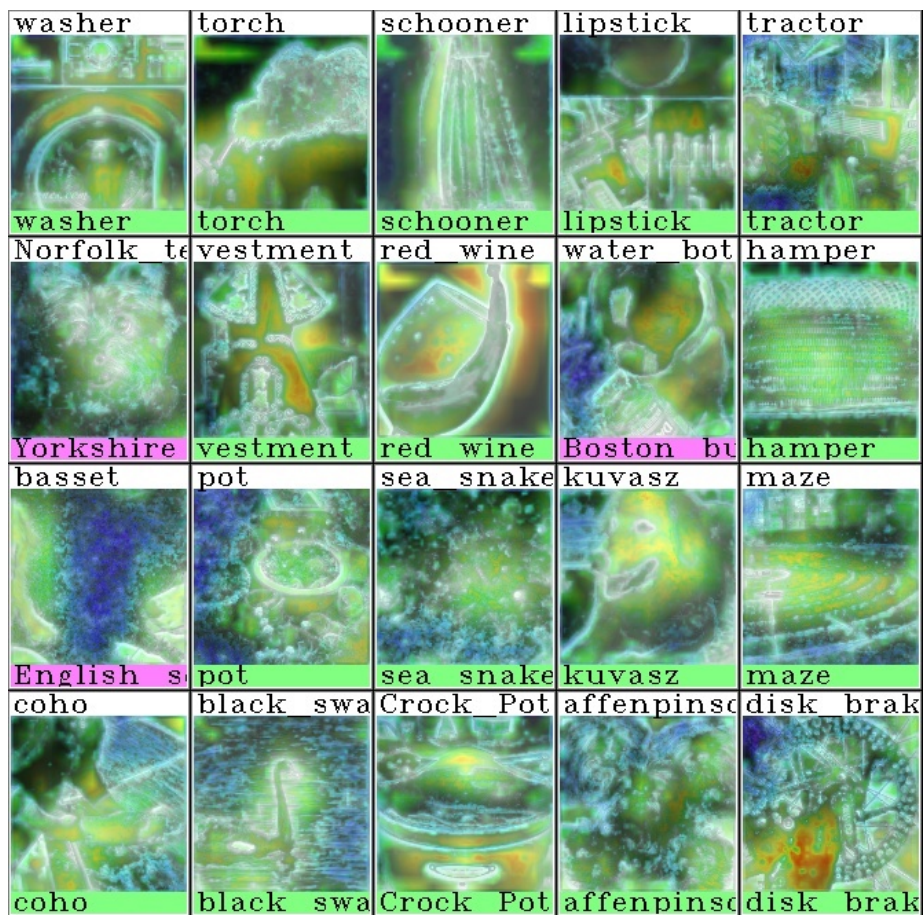 washer torch schooner lipstick tractor
washer torch schooner lipstick tractor
Norfolk_te vestment red_wine water_bot hamper
Yorkshire vestment red wine Boston bu hamper
basset pot sea_snake kuvasz maze
English s pot sea snake kuvasz maze
coho black_swa Crock_Pot affenpinsc disk_brak
coho black swa Crock Pot affenpinsc disk brak